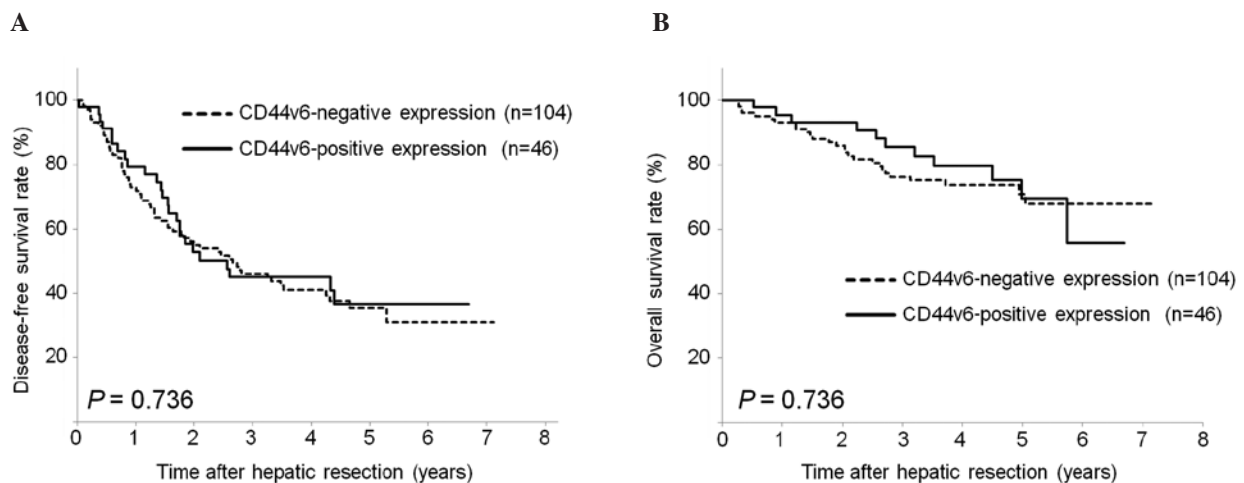 A
Disease-free survival rate (%)
100
80
60
40
20
CD44v6-negative expression (n=104)
CD44v6-positive expression (n=46)
P = 0.736
0 1 2 3 4 5 6 7 8
Time after hepatic resection (years)
B
Overall survival rate (%)
100
80
60
40
20
CD44v6-negative expression (n=104)
CD44v6-positive expression (n=46)
P = 0.736
0 1 2 3 4 5 6 7 8
Time after hepatic resection (years)